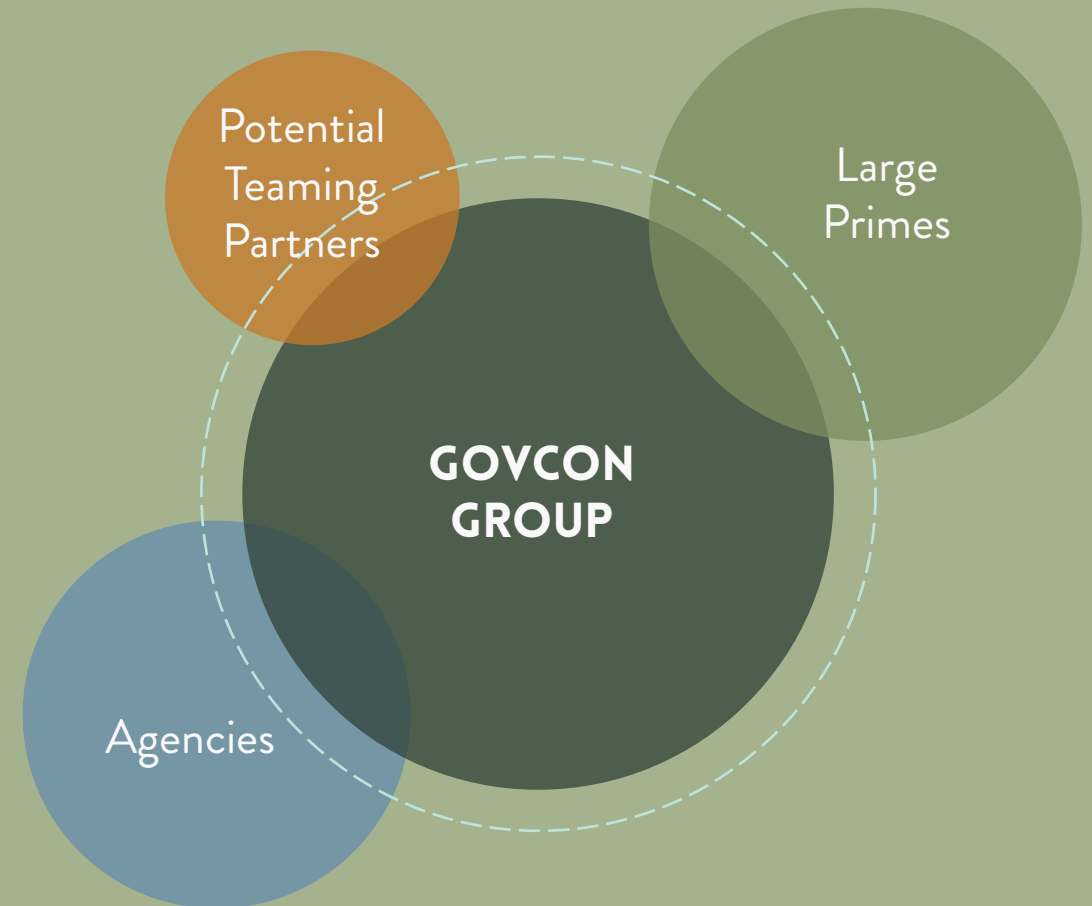 Potential
Teaming
Partners
Large
Primes
GOVCON
GROUP
Agencies